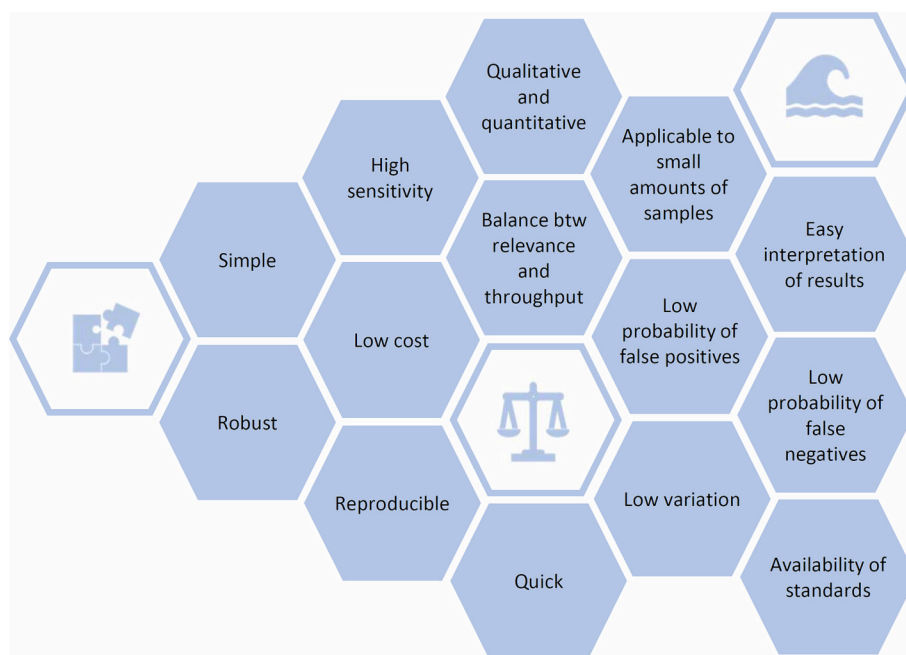 Qualitative
and
quantitative
High
sensitivity
Applicable to
small
amounts of
samples
Simple
Balance btw
relevance
and
throughput
Easy
interpretation
of results
Low cost
Low
probability of
false positives
Robust
Low
probability of
false
negatives
Reproducible
Low variation
Quick
Availability of
standards